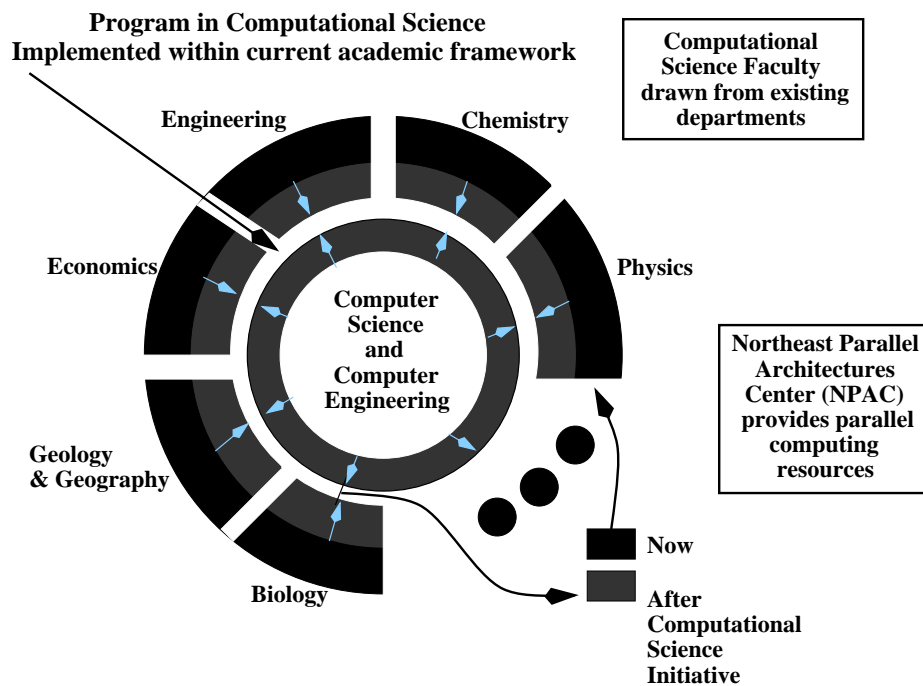 Program in Computational Science
Implemented within current academic framework
Computational
Science Faculty
drawn from existing
departments
Engineering
Chemistry
Economics
Physics
Computer
Science
and
Computer
Engineering
Northeast Parallel
Architectures
Center (NPAC)
provides parallel
computing
resources
Geology
& Geography
Biology
Now
After
Computational
Science
Initiative